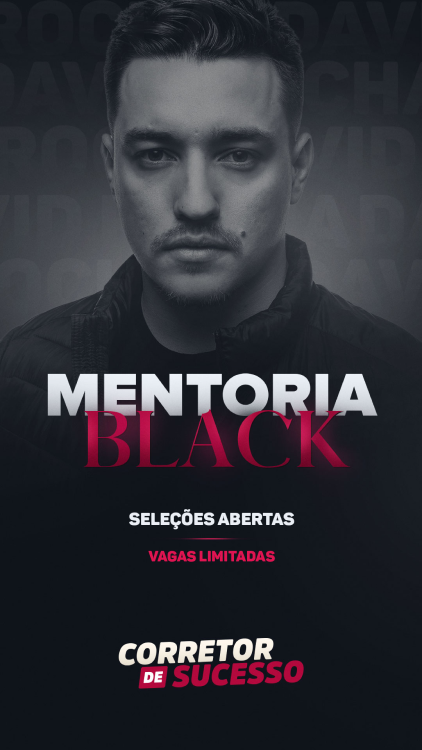 MENTORIA
BLACK
SELEÇÕES ABERTAS
VAGAS LIMITADAS
CORRETOR
DE SUCESSO